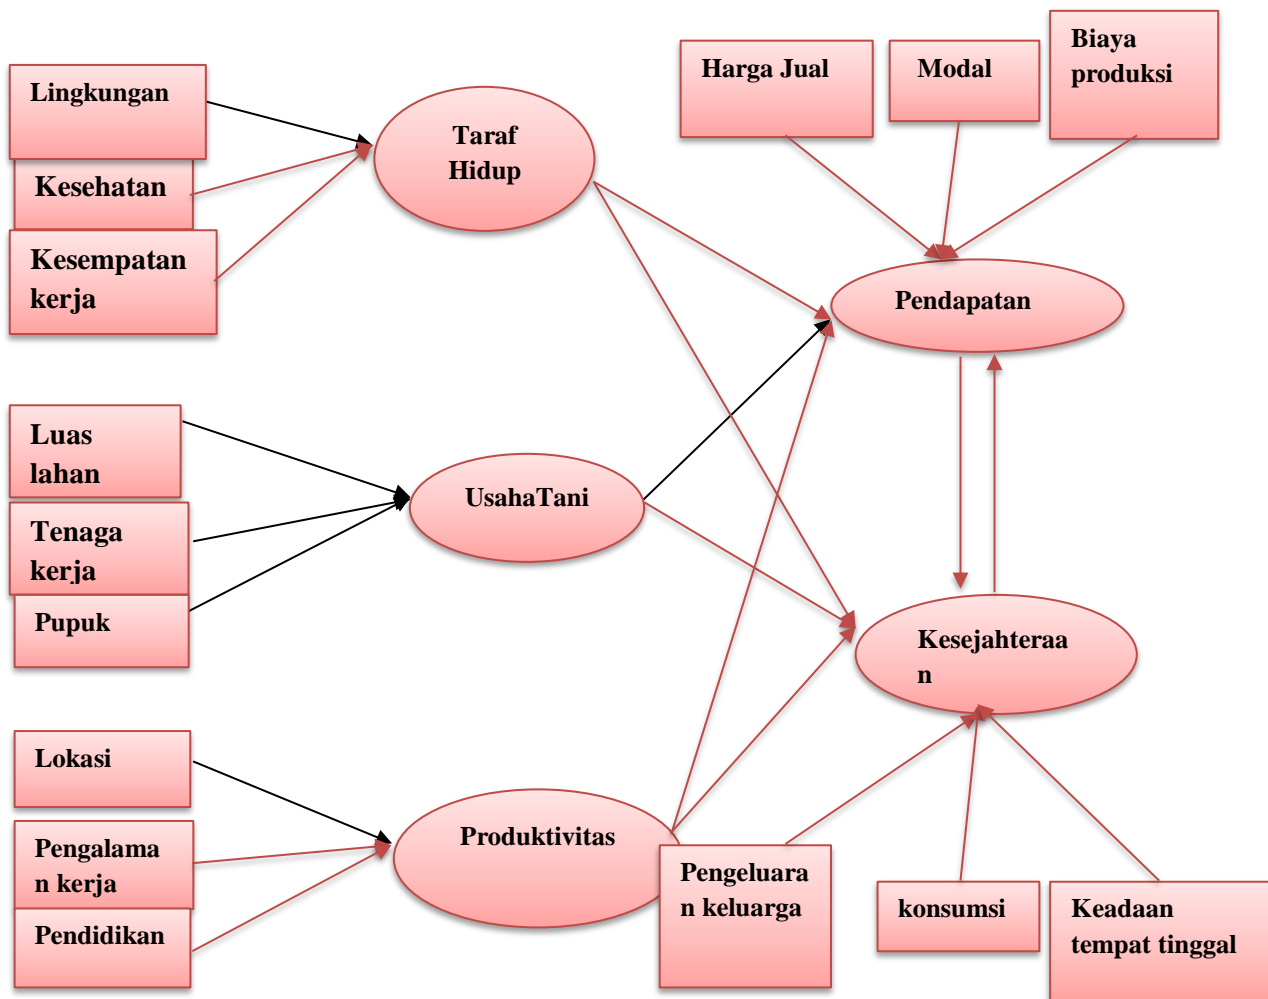 Lingkungan
Kesehatan
Kesempatan
kerja
Taraf
Hidup
Harga Jual
Modal
Biaya
produksi
Pendapatan
Luas
lahan
Tenaga
kerja
Pupuk
UsahaTani
Kesejahteraa
n
Lokasi
Pengalama
n kerja
Pendidikan
Produktivitas
Pengeluara
n keluarga
konsumsi
Keadaan
tempat tinggal